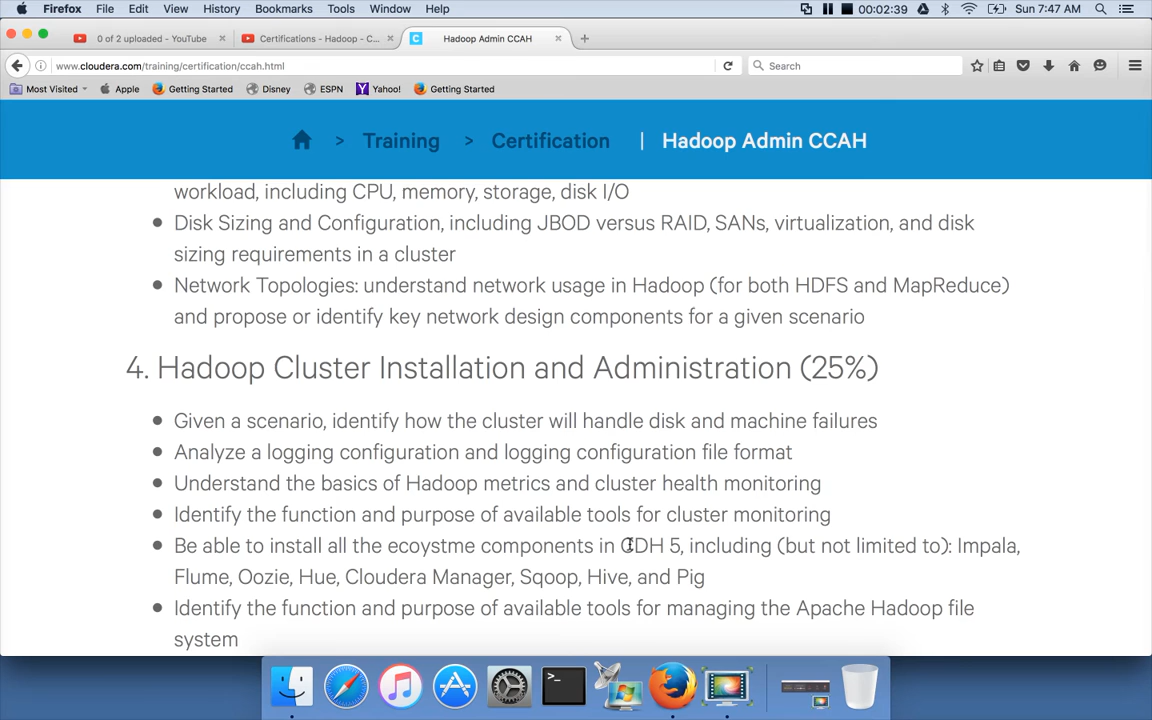 Firefox File Edit View History Bookmarks Tools Window Help 00:02:39 Sun 7:47 AM
0 of 2 uploaded - YouTube × Certifications - Hadoop - C... × Hadoop Admin CCAH × +
www.cloudera.com/training/certification/ccah.html Search
Most Visited Apple Getting Started Disney ESPN Yahoo! Getting Started
> Training > Certification | Hadoop Admin CCAH
workload, including CPU, memory, storage, disk I/O
• Disk Sizing and Configuration, including JBOD versus RAID, SANs, virtualization, and disk
sizing requirements in a cluster
• Network Topologies: understand network usage in Hadoop (for both HDFS and MapReduce)
and propose or identify key network design components for a given scenario
4. Hadoop Cluster Installation and Administration (25%)
• Given a scenario, identify how the cluster will handle disk and machine failures
• Analyze a logging configuration and logging configuration file format
• Understand the basics of Hadoop metrics and cluster health monitoring
• Identify the function and purpose of available tools for cluster monitoring
• Be able to install all the ecoystme components in CDH 5, including (but not limited to): Impala,
Flume, Oozie, Hue, Cloudera Manager, Sqoop, Hive, and Pig
• Identify the function and purpose of available tools for managing the Apache Hadoop file
system